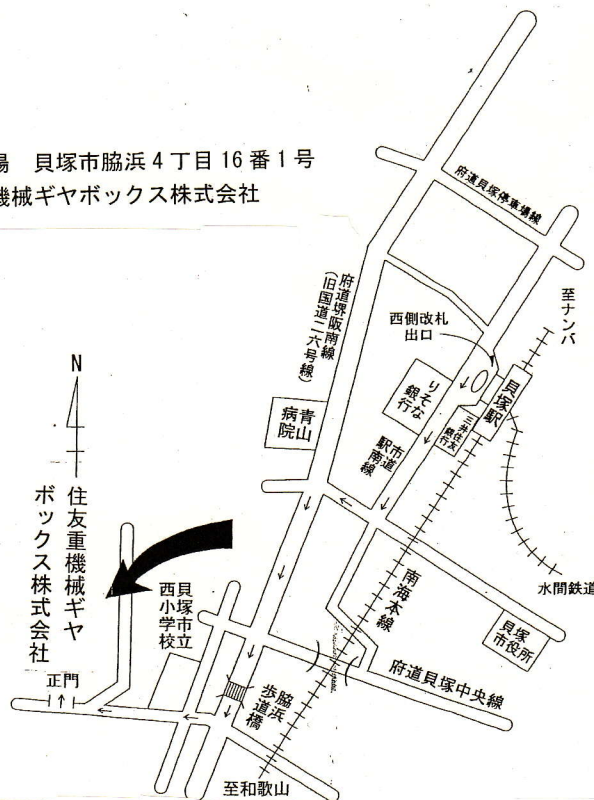 場 貝塚市脇浜4丁目16番1号
機械ギヤボックス株式会社
府道貝塚停車場線
至ナンバ
府道堺阪南線
(旧国道二六号線)
西側改札
出口
貝塚駅
りそな
銀行
三井住友
銀行
市道
駅南線
青山
病院
N
住友重機械ギヤ
ボックス株式会社
正門
貝塚市立
西小学校
南海本線
水間鉄道
貝塚
市役所
府道貝塚中央線
脇浜
歩道橋
至和歌山